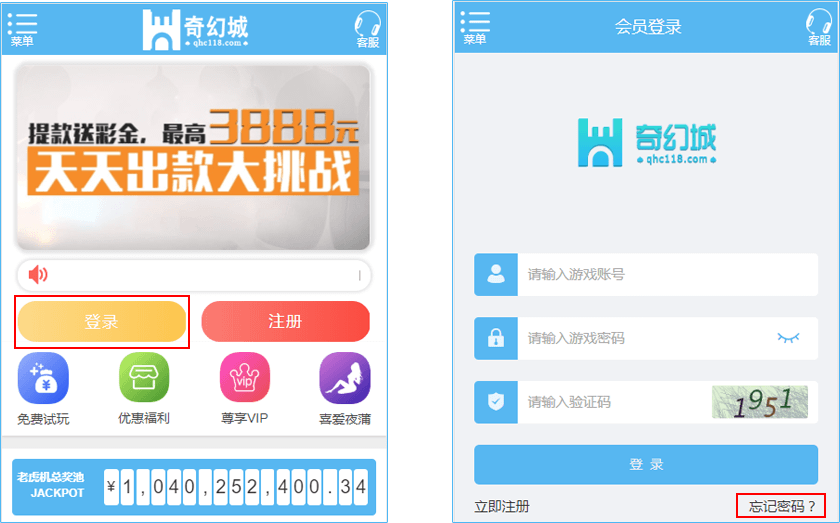 菜单
奇幻城
qhc118.com
客服
提款送彩金，最高3888元
天天出款大挑战
登录
注册
免费试玩
优惠福利
vip
尊享VIP
喜爱夜蒲
老虎机总奖池
JACKPOT
¥1,040,252,400.34
菜单
会员登录
客服
奇幻城
qhc118.com
请输入游戏账号
请输入游戏密码
请输入验证码
1951
登 录
立即注册
忘记密码？